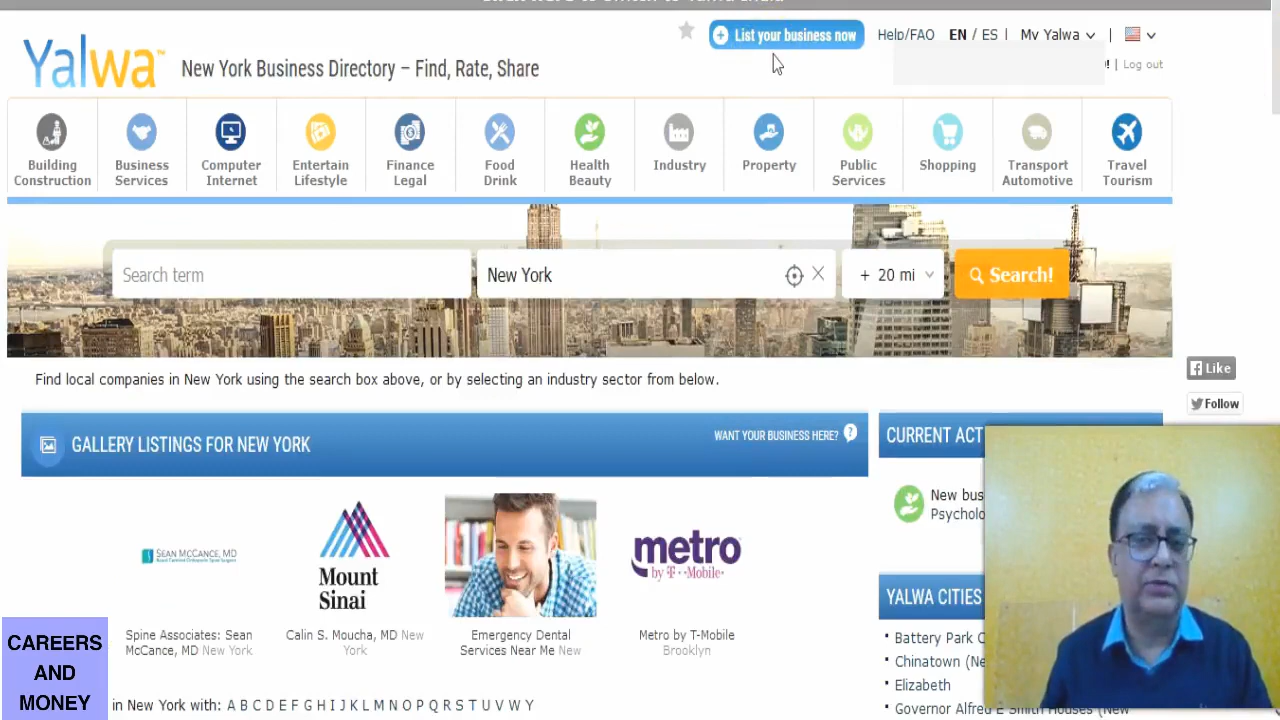 List your business now
Help/FAQ EN / ES | My Yalwa |
! | Log out
Yalwa™
New York Business Directory – Find, Rate, Share
Building Construction
Business Services
Computer Internet
Entertain Lifestyle
Finance Legal
Food Drink
Health Beauty
Industry
Property
Public Services
Shopping
Transport Automotive
Travel Tourism
Search term
New York
+ 20 mi
Search!
Find local companies in New York using the search box above, or by selecting an industry sector from below.
Like
Follow
GALLERY LISTINGS FOR NEW YORK
WANT YOUR BUSINESS HERE? ?
CURRENT ACT
New bus
Psycholo
SEAN MCCANCE, MD
Mount
Sinai
metro
by T-Mobile
Spine Associates: Sean
McCance, MD New York
Calin S. Moucha, MD New
York
Emergency Dental
Services Near Me New
Metro by T-Mobile
Brooklyn
YALWA CITIES
Battery Park C
Chinatown (Ne
Elizabeth
Governor Alfred E Smith Houses (New
in New York with: A B C D E F G H I J K L M N O P Q R S T U V W Y
CAREERS
AND
MONEY